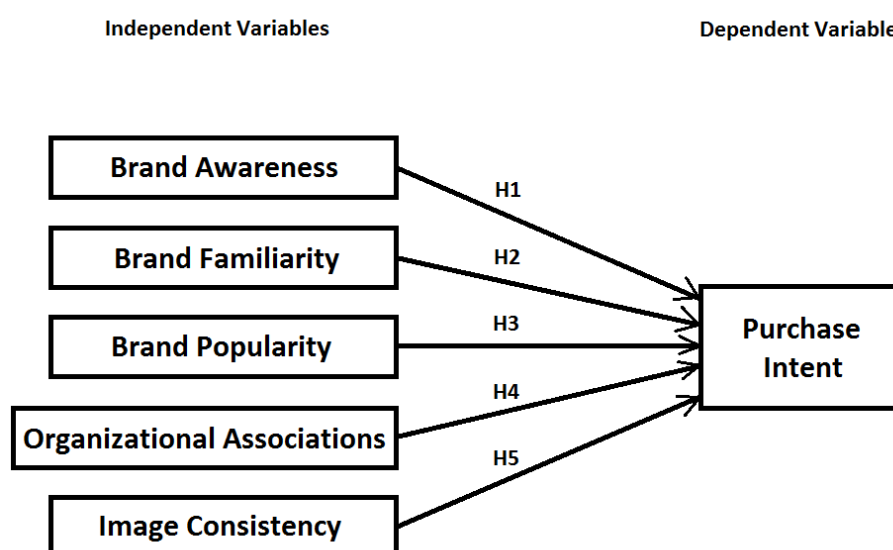 Independent Variables
Dependent Variable
Brand Awareness
H1
Brand Familiarity
H2
Brand Popularity
H3
Purchase
Intent
Organizational Associations
H4
Image Consistency
H5